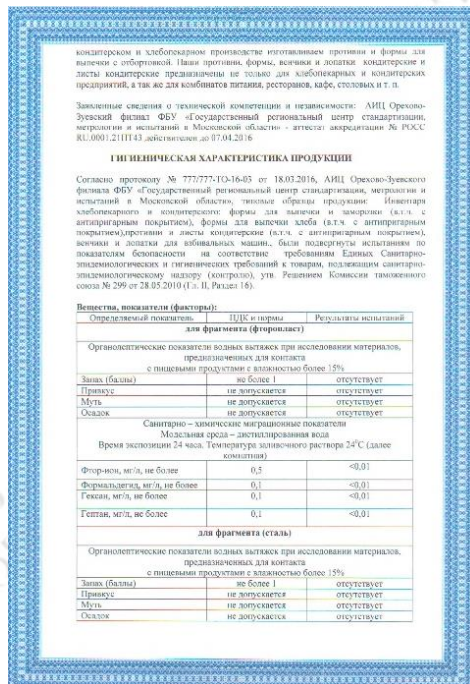 кондитерском и хлебопекарном производстве изготавливаем противни и формы для
выпечки с отбортовкой. Наши противни, формы, венчики и лопатки кондитерские и
листы кондитерские предназначены не только для хлебопекарных и кондитерских
предприятий, а так же для комбинатов питания, ресторанов, кафе, столовых и т. п.
Заявленные сведения о технической компетенции и независимости: АИЦ Орехово-
Зуевский филиал ФБУ «Государственный региональный центр стандартизации,
метрологии и испытаний в Московской области» - аттестат аккредитации № РОСС
RU.0001.21ПТ43 действителен до 07.04.2016
ГИГИЕНИЧЕСКАЯ ХАРАКТЕРИСТИКА ПРОДУКЦИИ
Согласно протоколу № 777/777-ТО-16-03 от 18.03.2016, АИЦ Орехово-Зуевского
филиала ФБУ «Государственный региональный центр стандартизации, метрологии и
испытаний в Московской области», типовые образцы продукции: Инвентаря
хлебопекарного и кондитерского: формы для выпечки и заморозки (в.т.ч. с
антипригарным покрытием), формы для выпечки хлеба (в.т.ч. с антипригарным
покрытием),противни и листы кондитерские (в.т.ч. с антипригарным покрытием),
венчики и лопатки для взбивальных машин., были подвергнуты испытаниям по
показателям безопасности на соответствие требованиям Единых Санитарно-
эпидемиологических и гигиенических требований к товарам, подлежащим санитарно-
эпидемиологическому надзору (контролю), утв. Решением Комиссии таможенного
союза № 299 от 28.05.2010 (Гл. II, Раздел 16).
Вещества, показатели (факторы):
Определяемый показатель ПДК и нормы Результаты испытаний
для фрагмента (фторопласт)
Органолептические показатели водных вытяжек при исследовании материалов,
предназначенных для контакта
с пищевыми продуктами с влажностью более 15%
Запах (баллы) не более 1 отсутствует
Привкус не допускается отсутствует
Муть не допускается отсутствует
Осадок не допускается отсутствует
Санитарно – химические миграционные показатели
Модельная среда – дистиллированная вода
Время экспозиции 24 часа. Температура заливочного раствора 24°С (далее
комнатная)
Фтор-ион, мг/л, не более 0,5 <0,01
Формальдегид, мг/л, не более 0,1 <0,01
Гексан, мг/л, не более 0,1 <0,01
Гептан, мг/л, не более 0,1 <0,01
для фрагмента (сталь)
Органолептические показатели водных вытяжек при исследовании материалов,
предназначенных для контакта
с пищевыми продуктами с влажностью более 15%
Запах (баллы) не более 1 отсутствует
Привкус не допускается отсутствует
Муть не допускается отсутствует
Осадок не допускается отсутствует